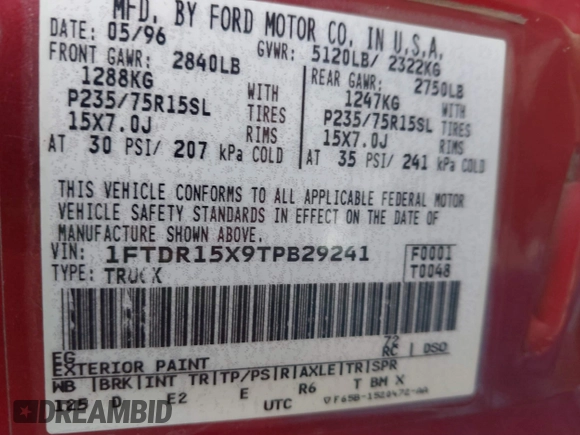 MFD. BY FORD MOTOR CO. IN U.S.A.
DATE: 05/96 GVWR: 5120LB/ 2322KG
FRONT GAWR: 2840LB REAR GAWR: 2750LB
1288KG WITH 1247KG WITH
P235/75R15SL TIRES P235/75R15SL TIRES
15X7.0J RIMS 15X7.0J RIMS
AT 30 PSI/ 207 kPa COLD AT 35 PSI/ 241 kPa COLD
THIS VEHICLE CONFORMS TO ALL APPLICABLE FEDERAL MOTOR
VEHICLE SAFETY STANDARDS IN EFFECT ON THE DATE OF
MANUFACTURE SHOWN ABOVE.
VIN: 1FTDR15X9TPB29241 F0001
TYPE: TRUCK T0048
EG 72 RC DSO
EXTERIOR PAINT
WB BRK INT TR TP/PS R AXLE TR SPR
125 D E2 E R6 T BM X
UTC
EPICARDATA